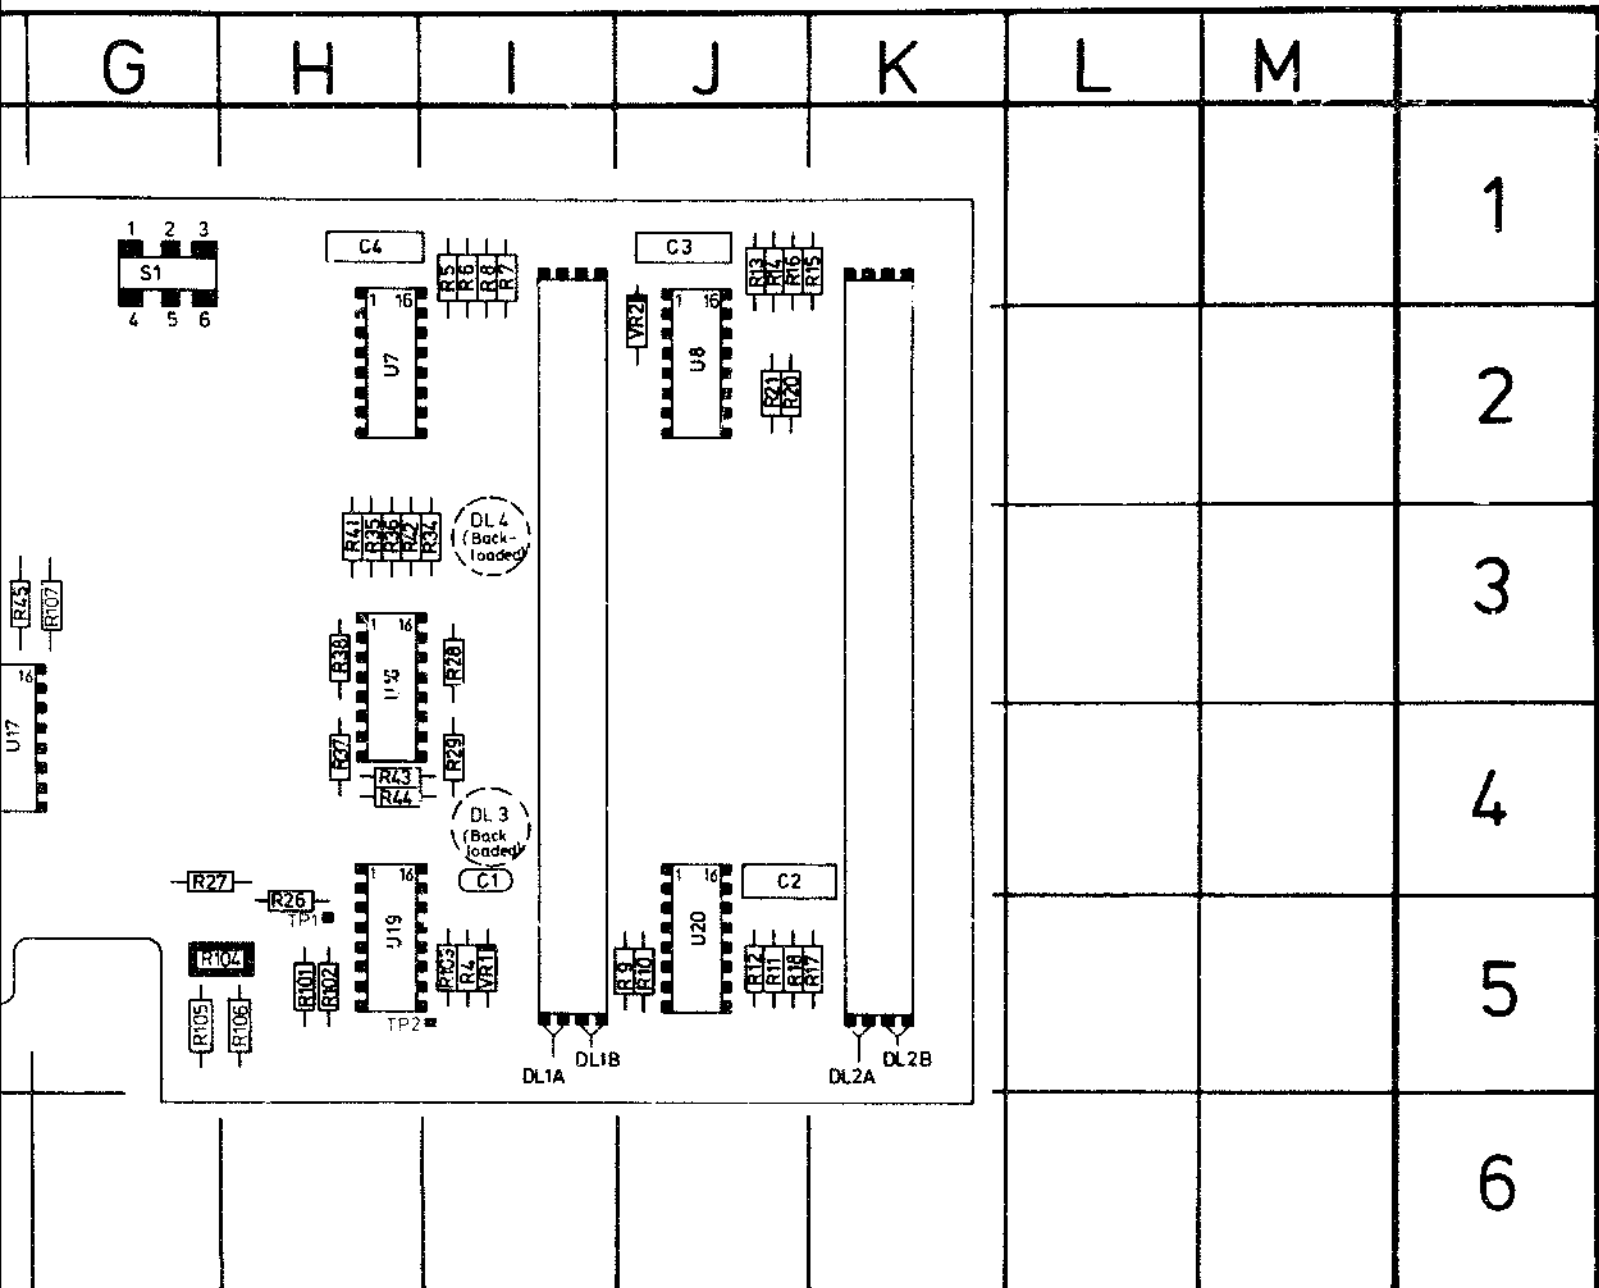 G H I J K L M
1
1 2 3
S1
4 5 6
C4
R5 R6 R8 R7
C3
R13 R14 R16 R15
1 16
U7
VR2
1 16
U8
R21 R20
2
R41 R35 R36 R42 R34
DL4
(Back-
loaded)
3
R45 R107
R38
1 16
R28
16
U17
R37
R29
R43
R44
4
DL3
(Back
loaded)
C1
R27
R26
TP1
1 16
U19
1 16
U20
C2
R104
R101 R102
R103 R4 VR1
R9 R10
R12 R11 R18 R17
5
R105 R106
TP2
DL1A DL1B
DL2A DL2B
6